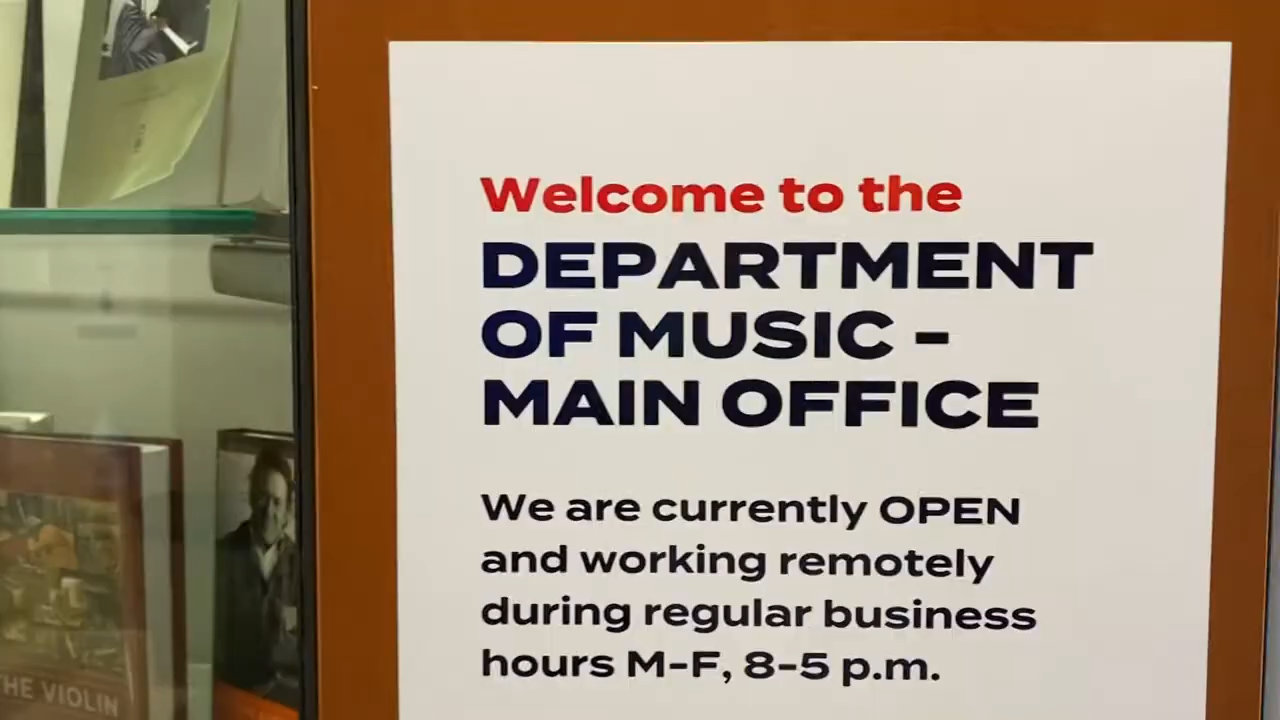 Welcome to the
DEPARTMENT
OF MUSIC –
MAIN OFFICE
We are currently OPEN
and working remotely
during regular business
hours M-F, 8-5 p.m.
THE VIOLIN